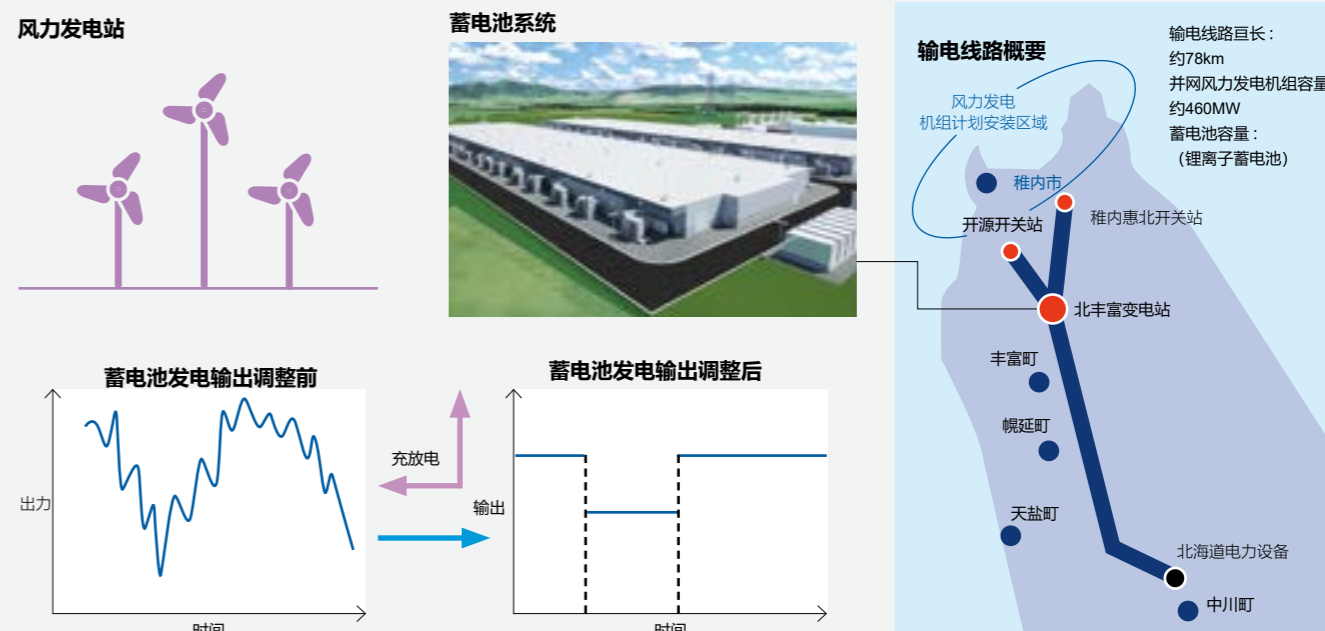 风力发电站
蓄电池系统
输电线路概要
输电线路亘长：
约78km
并网风力发电机组容量
约460MW
蓄电池容量：
(锂离子蓄电池)
风力发电
机组计划安装区域
稚内市
开源开关站
稚内惠北开关站
北丰富变电站
丰富町
幌延町
天盐町
北海道电力设备
中川町
蓄电池发电输出调整前
出力
时间
充放电
蓄电池发电输出调整后
输出
时间